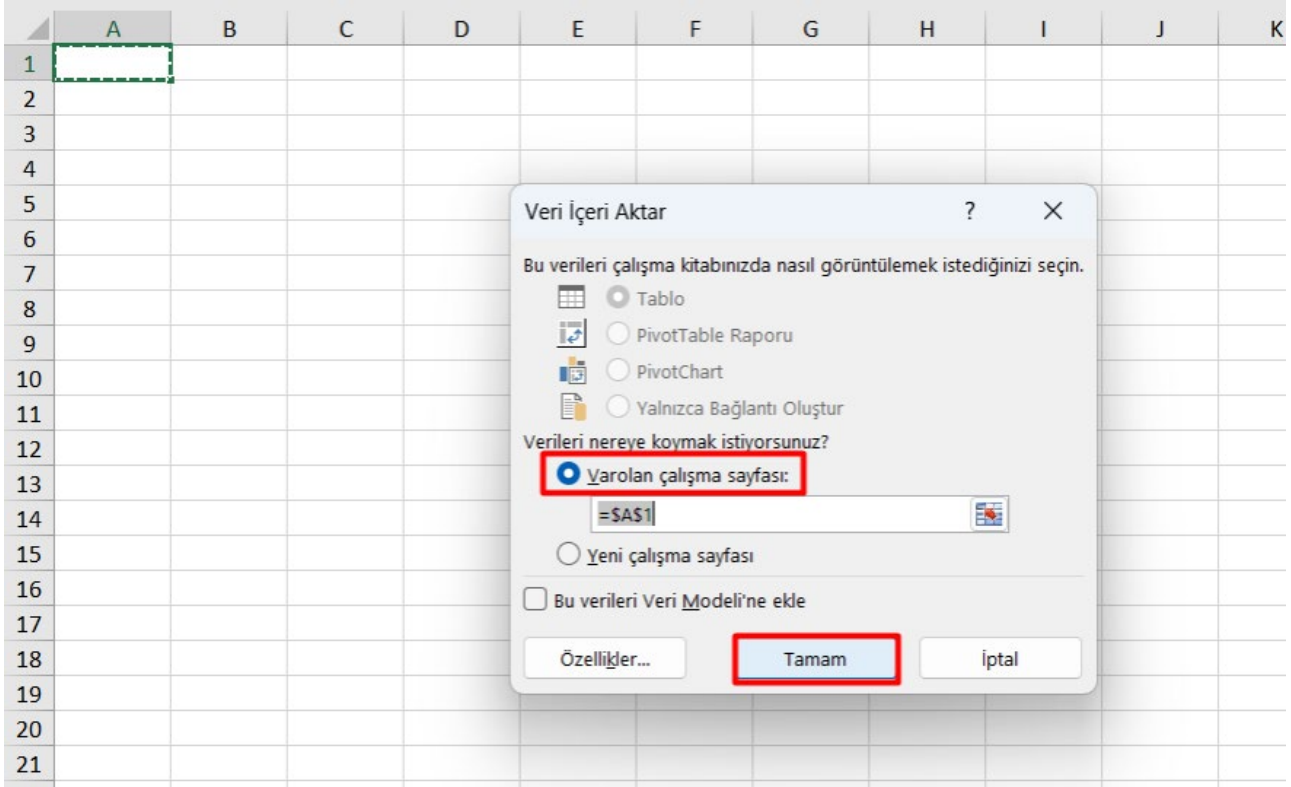 A B C D E F G H I J K
1
2
3
4
5
6
7
8
9
10
11
12
13
14
15
16
17
18
19
20
21
Veri İçeri Aktar ? X
Bu verileri çalışma kitabınızda nasıl görüntülemek istediğinizi seçin.
Tablo
PivotTable Raporu
PivotChart
Yalnızca Bağlantı Oluştur
Verileri nereye koymak istiyorsunuz?
Varolan çalışma sayfası:
=$A$1
Yeni çalışma sayfası
Bu verileri Veri Modeli'ne ekle
Özellikler... Tamam İptal